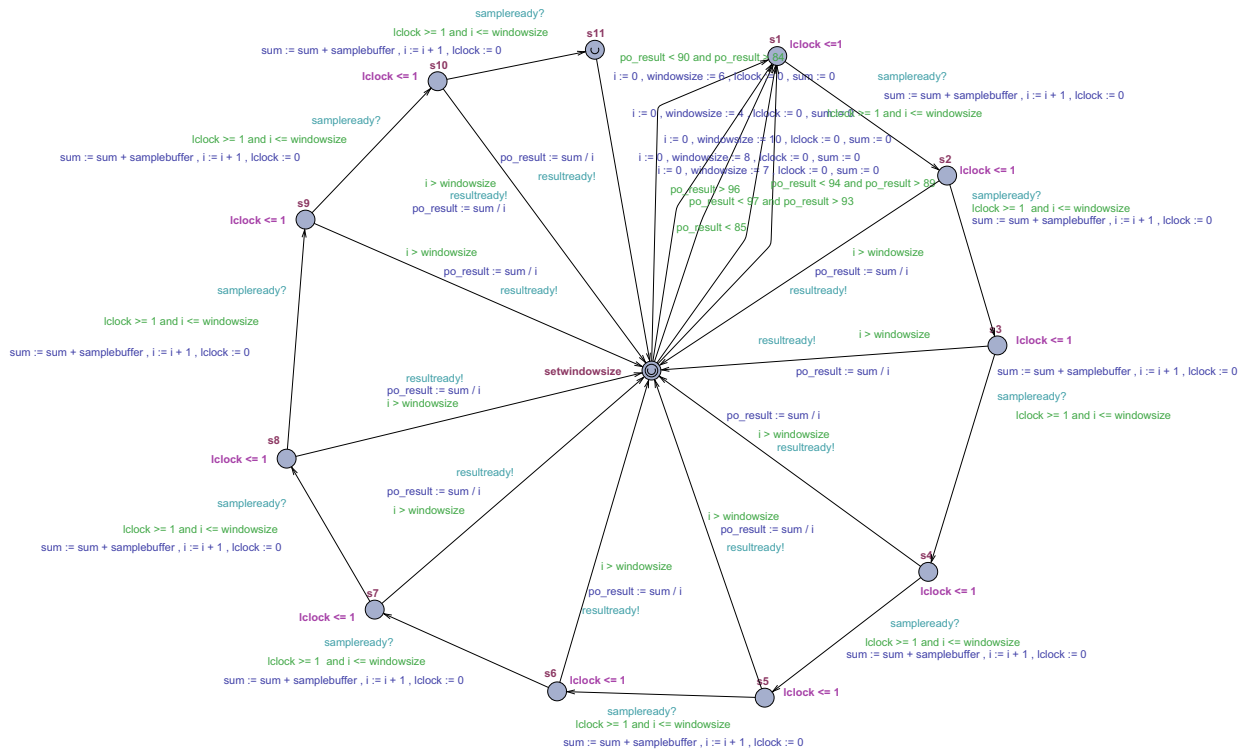 sampleready?
lclock >= 1 and i <= windowsize
sum := sum + samplebuffer , i := i + 1 , lclock := 0
s11
s10
lclock <= 1
s1
lclock <=1
po_result < 90 and po_result > 84
i := 0 , windowsize := 6 , lclock := 0 , sum := 0
i := 0 , windowsize := 4 , lclock := 0 , sum := 0
i := 0 , windowsize := 10 , lclock := 0 , sum := 0
i := 0 , windowsize := 8 , lclock := 0 , sum := 0
i := 0 , windowsize := 7 , lclock := 0 , sum := 0
po_result > 96
po_result < 94 and po_result > 89
po_result < 97 and po_result > 93
po_result < 85
sampleready?
sum := sum + samplebuffer , i := i + 1 , lclock := 0
lclock >= 1 and i <= windowsize
s2
lclock <= 1
sampleready?
lclock >= 1 and i <= windowsize
sum := sum + samplebuffer , i := i + 1 , lclock := 0
sampleready?
lclock >= 1 and i <= windowsize
sum := sum + samplebuffer , i := i + 1 , lclock := 0
po_result := sum / i
resultready!
i > windowsize
resultready!
po_result := sum / i
s9
lclock <= 1
i > windowsize
po_result := sum / i
resultready!
i > windowsize
po_result := sum / i
resultready!
sampleready?
lclock >= 1 and i <= windowsize
sum := sum + samplebuffer , i := i + 1 , lclock := 0
s3
lclock <= 1
i > windowsize
resultready!
po_result := sum / i
sum := sum + samplebuffer , i := i + 1 , lclock := 0
sampleready?
lclock >= 1 and i <= windowsize
setwindowsize
resultready!
po_result := sum / i
i > windowsize
po_result := sum / i
i > windowsize
resultready!
s8
lclock <= 1
resultready!
po_result := sum / i
i > windowsize
sampleready?
lclock >= 1 and i <= windowsize
sum := sum + samplebuffer , i := i + 1 , lclock := 0
i > windowsize
po_result := sum / i
resultready!
s4
lclock <= 1
i > windowsize
po_result := sum / i
resultready!
s7
lclock <= 1
sampleready?
lclock >= 1 and i <= windowsize
sum := sum + samplebuffer , i := i + 1 , lclock := 0
sampleready?
lclock >= 1 and i <= windowsize
sum := sum + samplebuffer , i := i + 1 , lclock := 0
s6
lclock <= 1
s5
lclock <= 1
sampleready?
lclock >= 1 and i <= windowsize
sum := sum + samplebuffer , i := i + 1 , lclock := 0